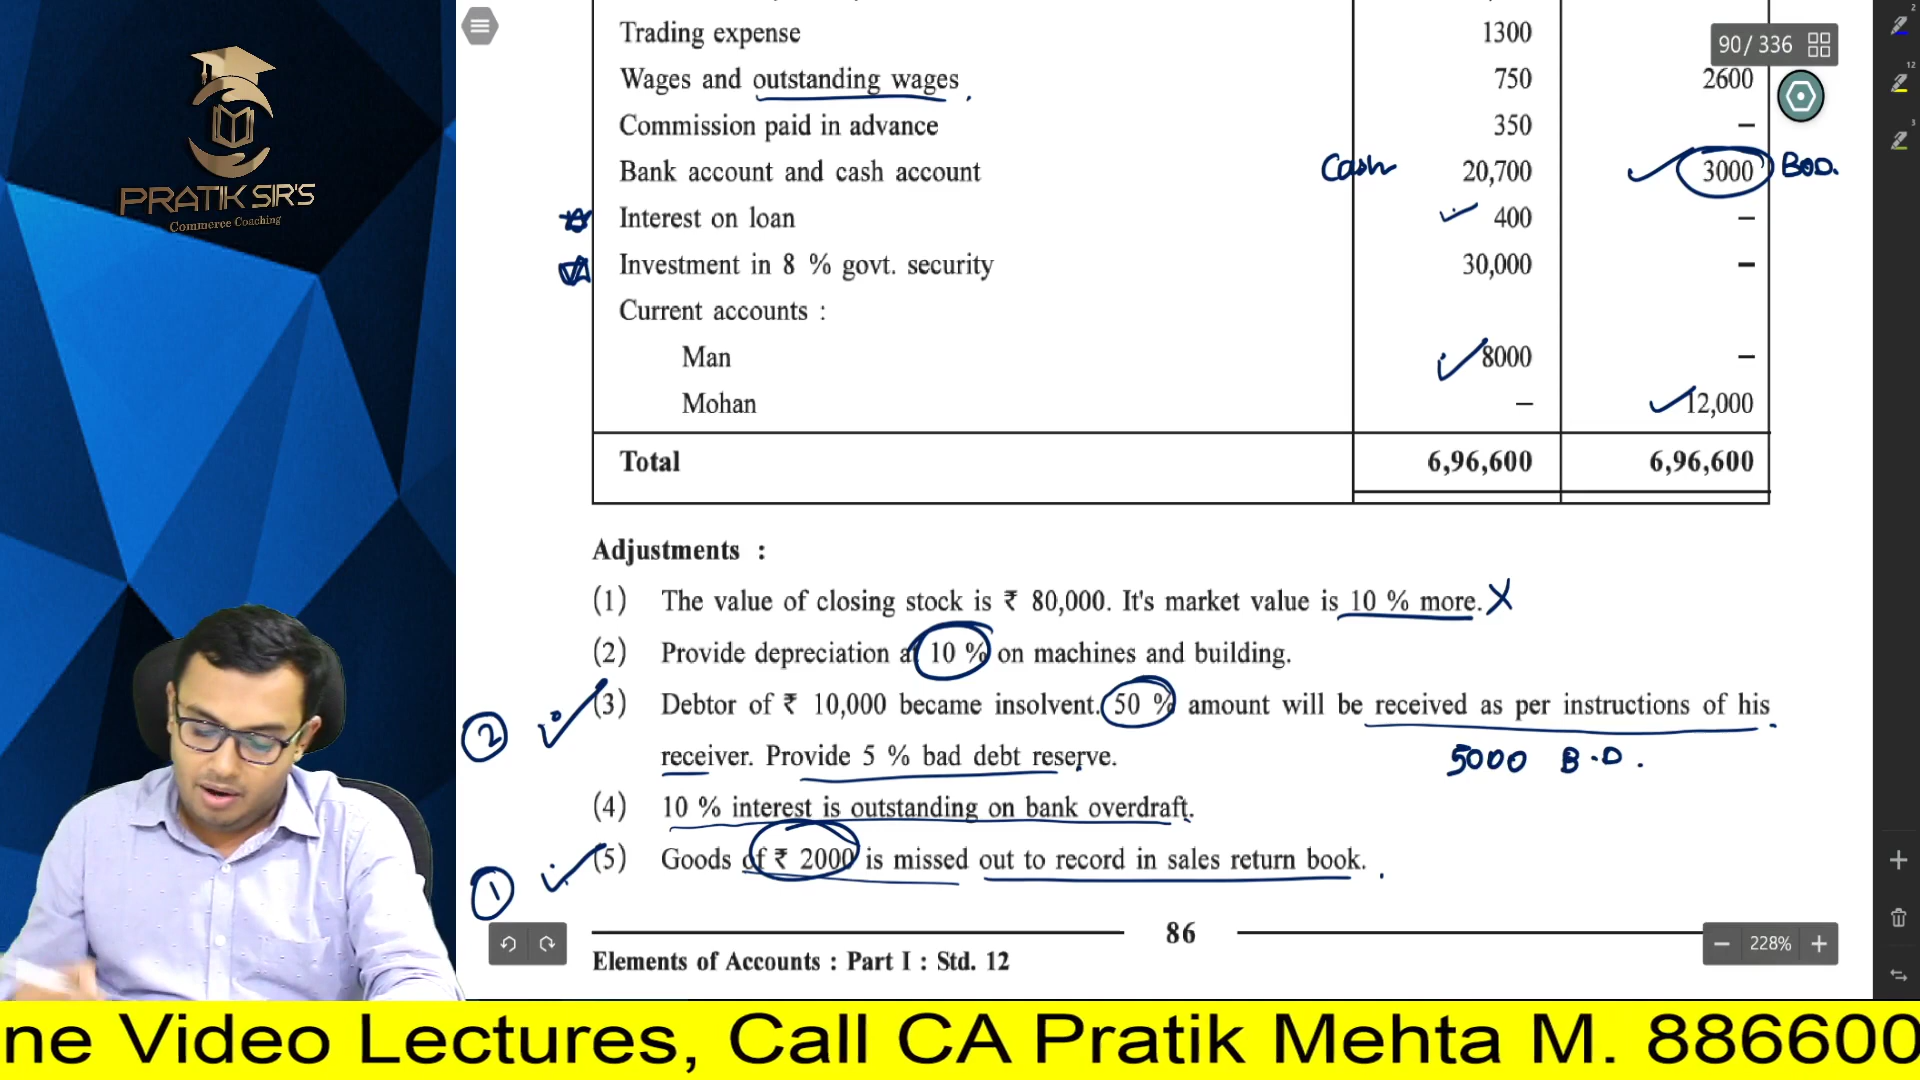 PRATIK SIR'S
Commerce Coaching
90 / 336
Trading expense 1300
Wages and outstanding wages 750 2600
Commission paid in advance 350 –
Bank account and cash account Cash 20,700 3000 BOD.
Interest on loan 400 –
Investment in 8 % govt. security 30,000 –
Current accounts :
Man 8000 –
Mohan – 12,000
Total 6,96,600 6,96,600
Adjustments :
(1) The value of closing stock is ₹ 80,000. It's market value is 10 % more. X
(2) Provide depreciation at 10 % on machines and building.
2 (3) Debtor of ₹ 10,000 became insolvent. 50 % amount will be received as per instructions of his
receiver. Provide 5 % bad debt reserve. 5000 B.D.
(4) 10 % interest is outstanding on bank overdraft.
1 (5) Goods of ₹ 2000 is missed out to record in sales return book.
86
228%
Elements of Accounts : Part I : Std. 12
ne Video Lectures, Call CA Pratik Mehta M. 886600
2
12
3